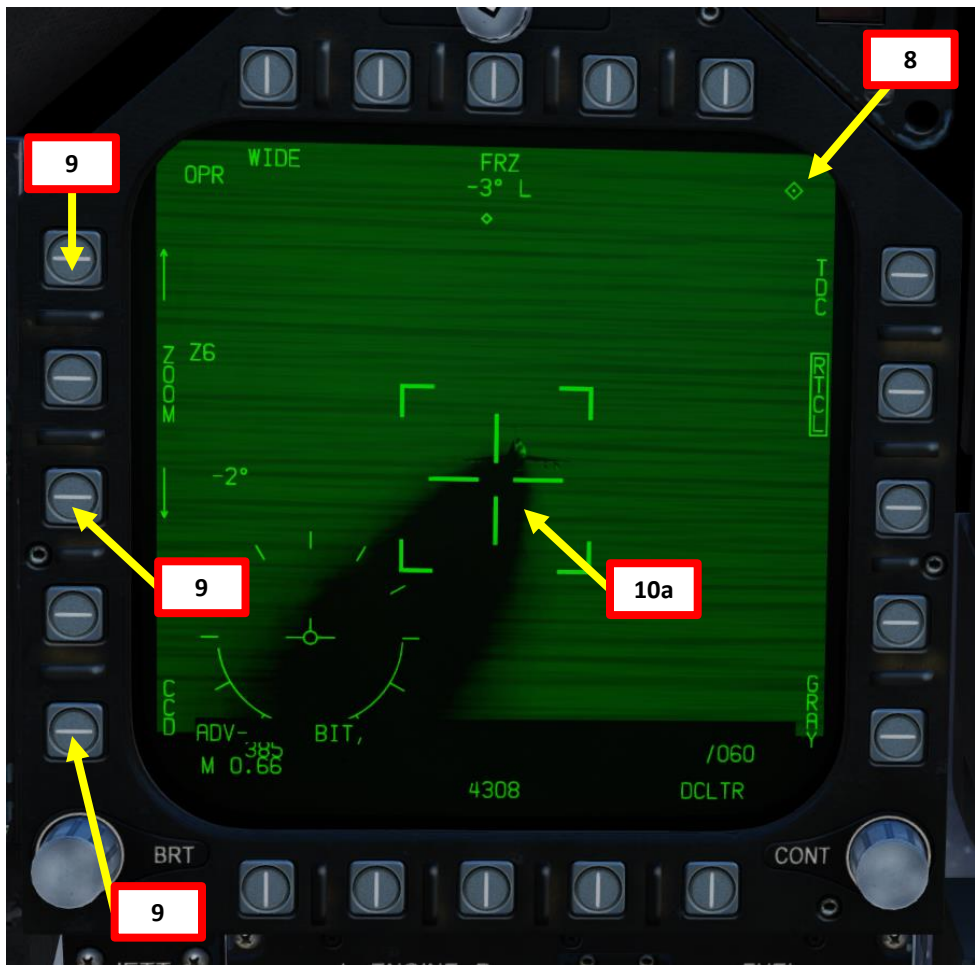 8
9
WIDE
FRZ
OPR
-3° L
TDC
ZOOM
Z6
RTCL
-2°
9
10a
CCD
GRAY
ADV-
BIT,
385
M 0.66
/060
4308
DCLTR
BRT
CONT
9